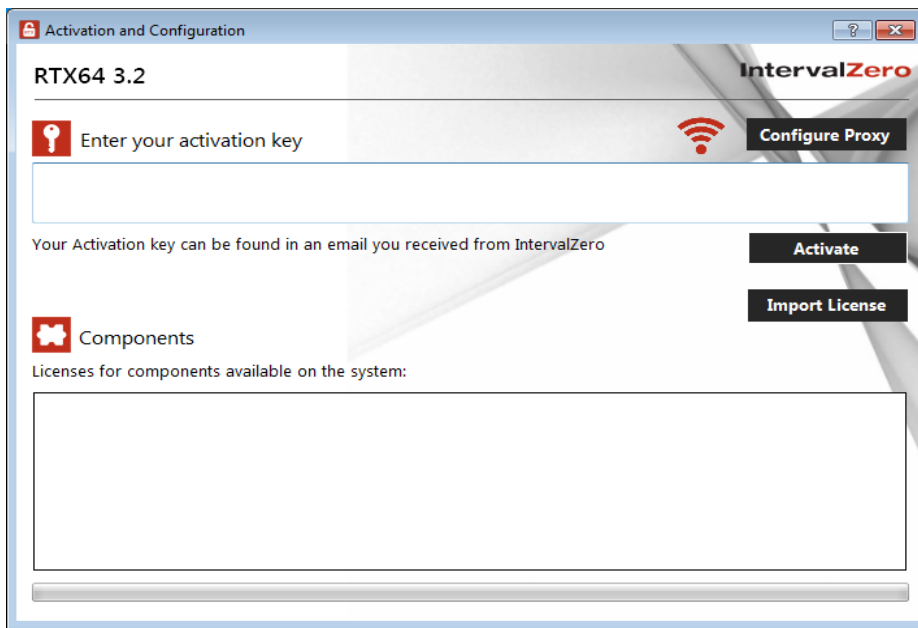 Activation and Configuration
RTX64 3.2
IntervalZero
Enter your activation key
Configure Proxy
Your Activation key can be found in an email you received from IntervalZero
Activate
Import License
Components
Licenses for components available on the system: